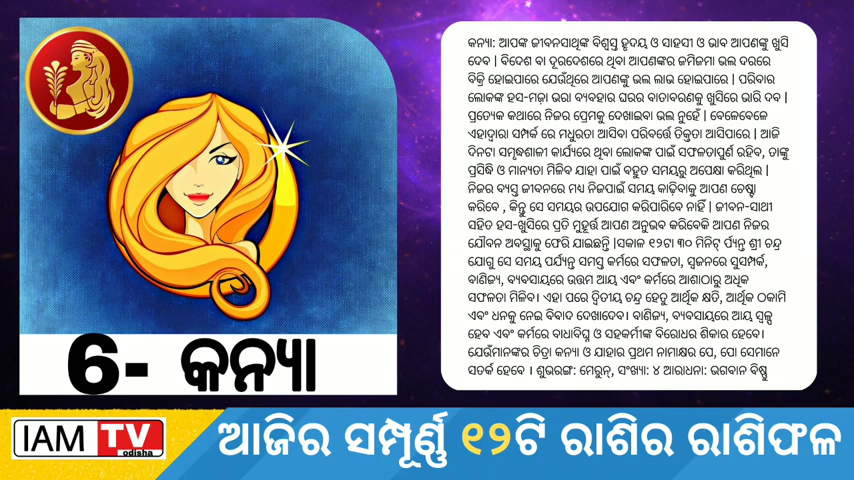 କନ୍ୟା: ଆପଙ୍କ ଜୀବନସାଥିଙ୍କ ବିଶ୍ୱସ୍ତ ହୃଦୟ ଓ ସାହସୀ ଓ ଭାବ ଆପଣଙ୍କୁ ଖୁସି
ଦେବ | ବିଦେଶ ବା ଦୂରଦେଶରେ ଥିବା ଆପଣଙ୍କର ଜମିଜମା ଭଲ ଦରରେ
ବିକ୍ରି ହୋଇପାରେ ଯେଉଁଥିରେ ଆପଣଙ୍କୁ ଭଲ ଲାଭ ହୋଇପାରେ | ପରିବାର
ଲୋକଙ୍କ ହସ-ମଜା ଭରା ବ୍ୟବହାର ଘରର ବାତାବରଣକୁ ଖୁସିରେ ଭାରି ଦବ |
ପ୍ରତ୍ୟେକ କଥାରେ ନିଜର ପ୍ରେମକୁ ଦେଖାଇବା ଭଲ ନୁହେଁ | ବେଳେବେଳେ
ଏହାଦ୍ୱାରା ସମ୍ପର୍କ ରେ ମଧୁରତା ଆସିବା ପରିବର୍ତ୍ତେ ତିକ୍ତତା ଆସିପାରେ | ଆଜି
ଦିନଟା ସମୃଦ୍ଧଶାଳୀ କାର୍ଯ୍ୟରେ ଥିବା ଲୋକଙ୍କ ପାଇଁ ସଫଳତାପୂର୍ଣ ରହିବ, ତାଙ୍କୁ
ପ୍ରସିଦ୍ଧି ଓ ମାନ୍ୟତା ମିଳିବ ଯାହା ପାଇଁ ବହୁତ ସମୟରୁ ଅପେକ୍ଷା କରିଥିଲ |
ନିଜର ବ୍ୟସ୍ତ ଜୀବନରେ ମଧ୍ୟ ନିଜପାଇଁ ସମୟ କାଢ଼ିବାକୁ ଆପଣ ଚେଷ୍ଟା
କରିବେ , କିନ୍ତୁ ସେ ସମୟର ଉପଯୋଗ କରିପାରିବେ ନାହିଁ | ଜୀବନ-ସାଥୀ
ସହିତ ହସ-ଖୁସିରେ ପ୍ରତି ମୁହୂର୍ତ୍ତ ଆପଣ ଅନୁଭବ କରିବେକି ଆପଣ ନିଜର
ଯୌବନ ଅବସ୍ଥାକୁ ଫେରି ଯାଇଛନ୍ତି |ସକାଳ ୧୨ଟା ୩୦ ମିନିଟ୍ ର୍ପ୍ୟନ୍ତ ଶ୍ରୀ ଚନ୍ଦ୍ର
ଯୋଗୁ ସେ ସମୟ ପର୍ଯ୍ୟନ୍ତ ସମସ୍ତ କର୍ମରେ ସଫଳତା, ସ୍ୱଜନରେ ସୁସମ୍ପର୍କ,
ବାଣିଜ୍ୟ, ବ୍ୟବସାୟରେ ଉତ୍ତମ ଆୟ ଏବଂ କର୍ମରେ ଆଶାଠାରୁ ଅଧିକ
ସଫଳତା ମିଳିବ। ଏହା ପରେ ଦ୍ୱିତୀୟ ଚନ୍ଦ୍ର ହେତୁ ଆର୍ଥିକ କ୍ଷତି, ଆର୍ଥିକ ଠକାମି
ଏବଂ ଧନକୁ ନେଇ ବିବାଦ ଦେଖାଦେବ। ବାଣିଜ୍ୟ, ବ୍ୟବସାୟରେ ଆୟ ସ୍ୱଳ୍ପ
ହେବ ଏବଂ କର୍ମରେ ବାଧାବିଘ୍ନ ଓ ସହକର୍ମୀଙ୍କ ବିରୋଧର ଶିକାର ହେବେ।
ଯେଉଁମାନଙ୍କର ଚିତ୍ରା କନ୍ୟା ଓ ଯାହାର ପ୍ରଥମ ନାମାକ୍ଷର ପେ, ପୋ ସେମାନେ
ସତର୍କ ହେବେ । ଶୁଭରଙ୍ଗ: ମେରୁନ୍, ସଂଖ୍ୟା: ୪ ଆରାଧନା: ଭଗବାନ ବିଷ୍ଣୁ
6- କନ୍ୟା
IAM TV
odisha
ଆଜିର ସମ୍ପୂର୍ଣ୍ଣ ୧୨ଟି ରାଶିର ରାଶିଫଳ